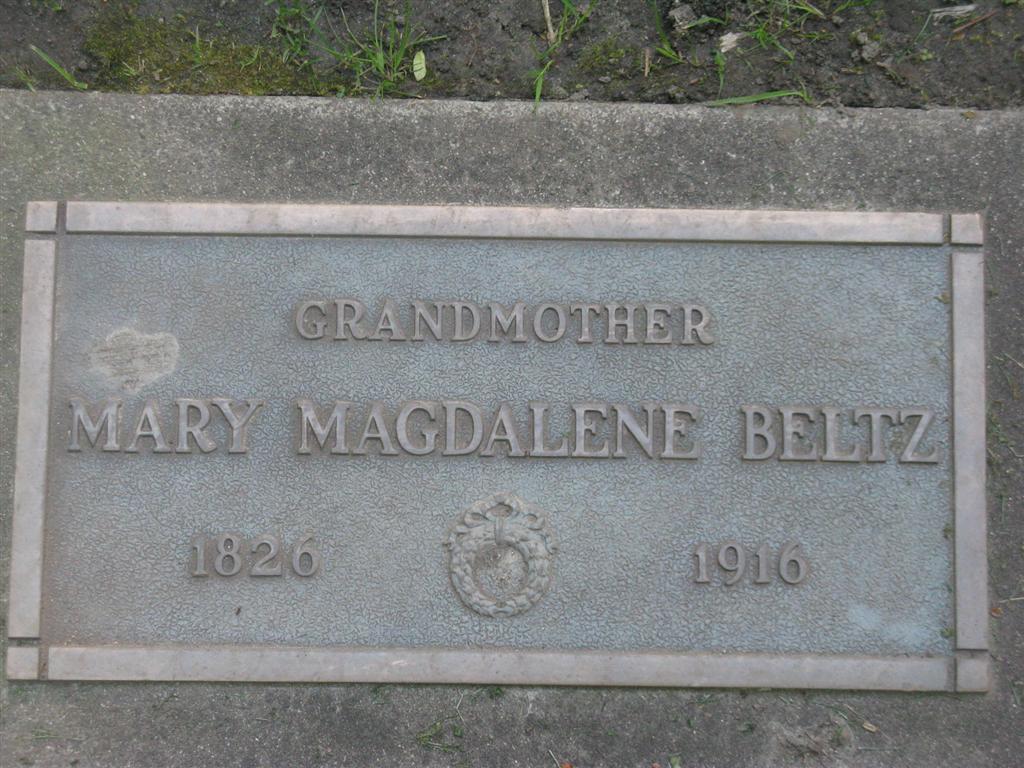 GRANDMOTHER
MARY MAGDALENE BELTZ
1826 1916